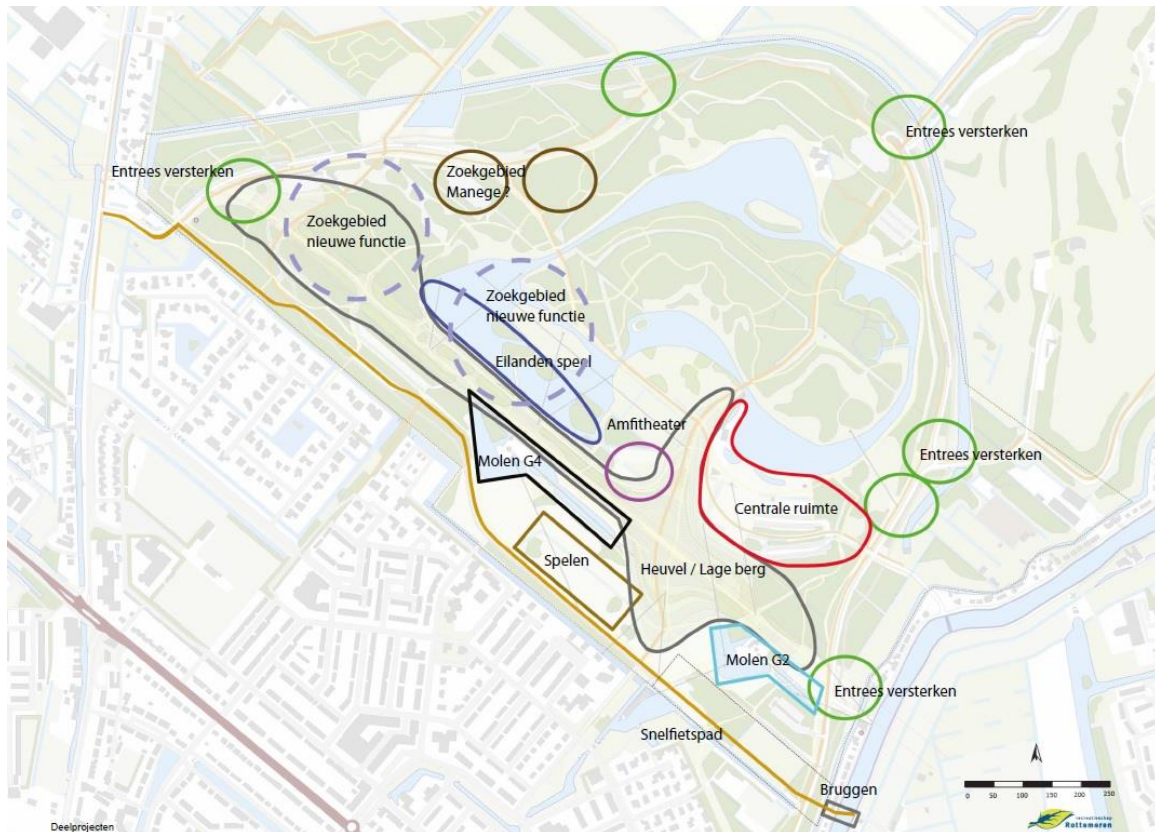 Entrees versterken
Entrees versterken
Zoekgebied
Manege ?
Zoekgebied
nieuwe functie
Zoekgebied
nieuwe functie
Eilanden speel
Amfitheater
Entrees versterken
Molen G4
Centrale ruimte
Spelen
Heuvel / Lage berg
Molen G2
Entrees versterken
Snelfietspad
Bruggen
0 50 100 150 200 250
recreatieschap
Rottemeren
Deelprojecten